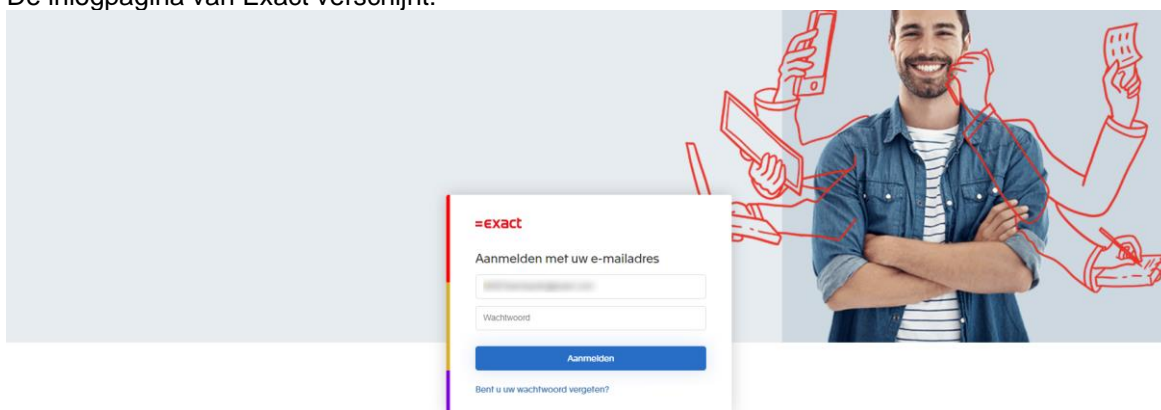 De inlogpagina van Exact verschijnt.
=exact
Aanmelden met uw e-mailadres
Wachtwoord
Aanmelden
Bent u uw wachtwoord vergeten?